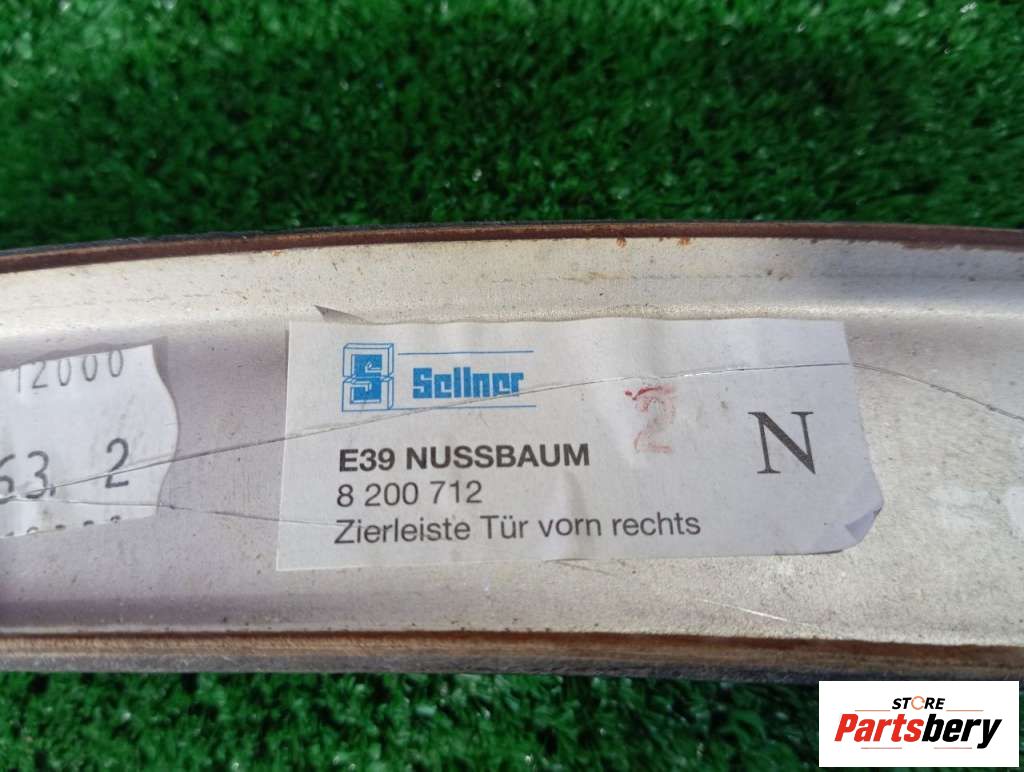 12000
63 2
S Sellner
2
N
E39 NUSSBAUM
8 200 712
Zierleiste Tür vorn rechts
STORE
Partsbery